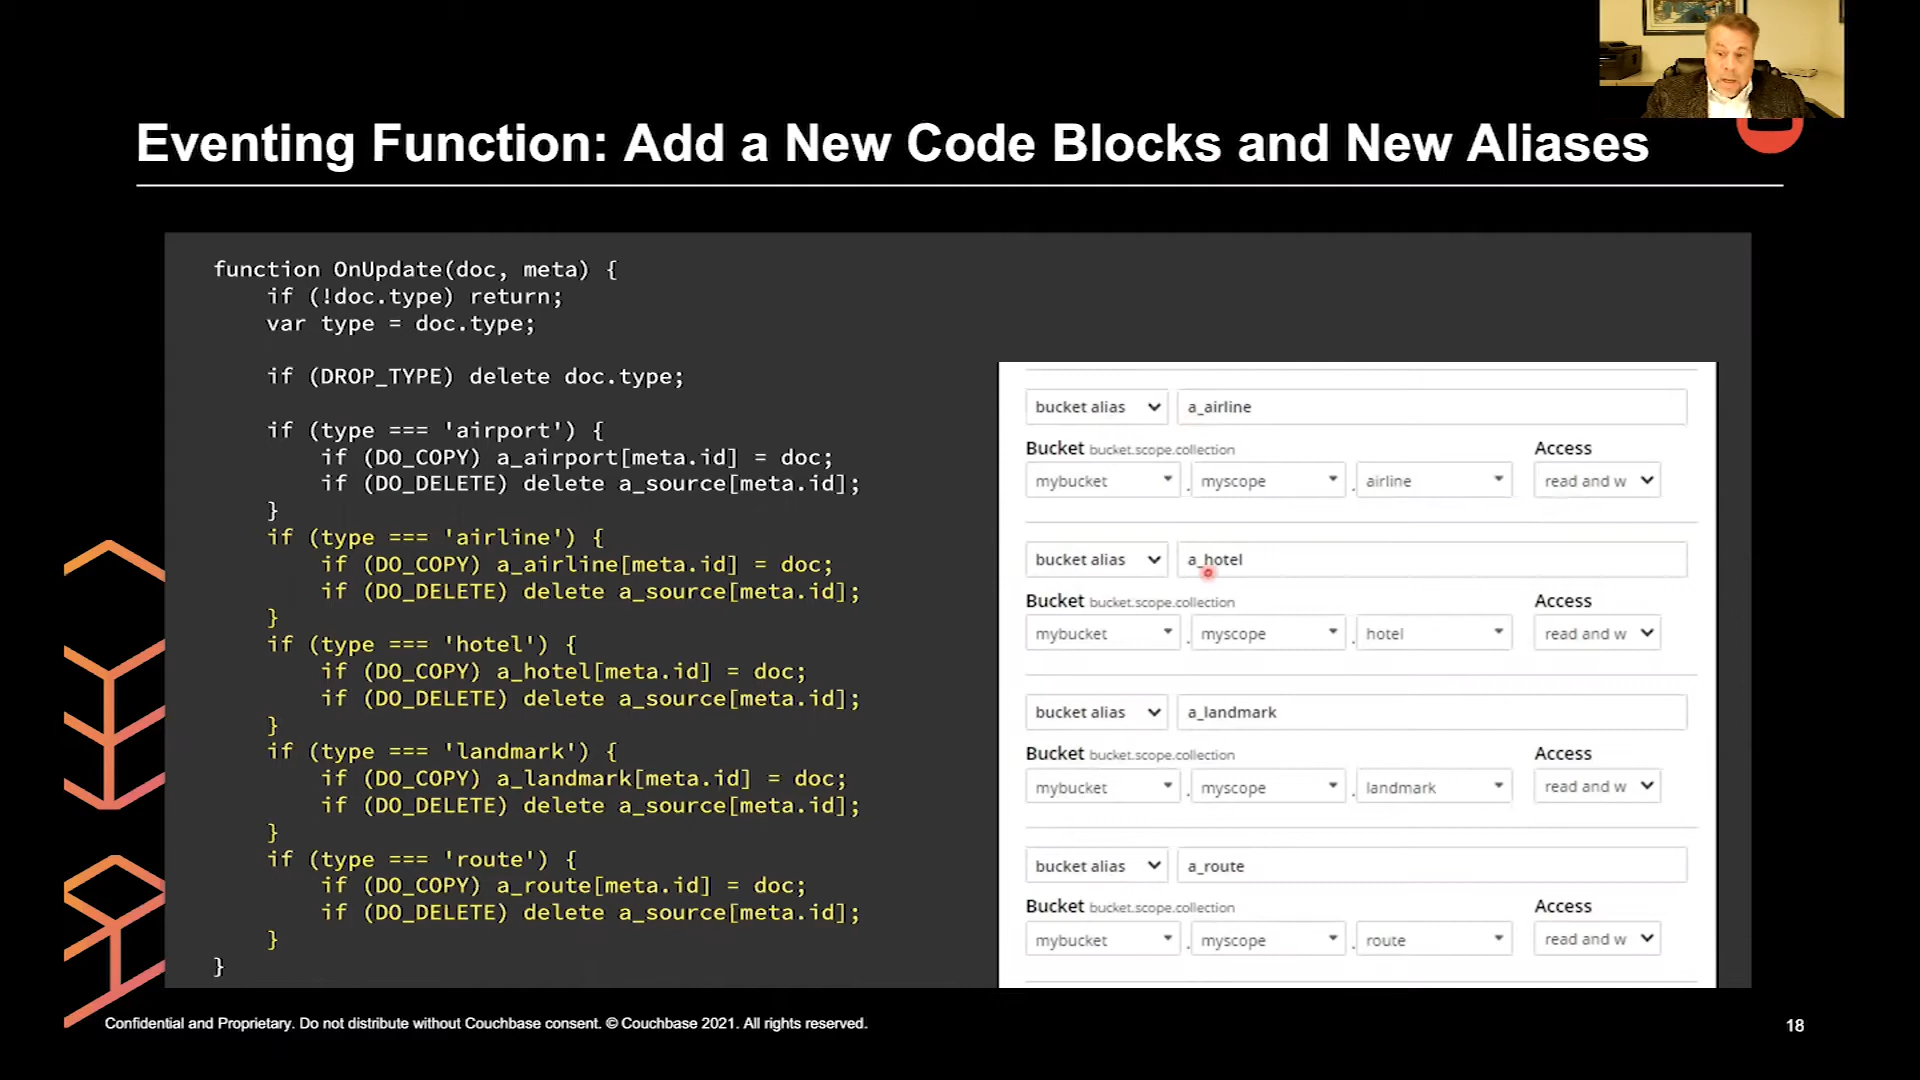 Eventing Function: Add a New Code Blocks and New Aliases
function OnUpdate(doc, meta) {
    if (!doc.type) return;
    var type = doc.type;
    if (DROP_TYPE) delete doc.type;
    if (type === 'airport') {
        if (DO_COPY) a_airport[meta.id] = doc;
        if (DO_DELETE) delete a_source[meta.id];
    }
    if (type === 'airline') {
        if (DO_COPY) a_airline[meta.id] = doc;
        if (DO_DELETE) delete a_source[meta.id];
    }
    if (type === 'hotel') {
        if (DO_COPY) a_hotel[meta.id] = doc;
        if (DO_DELETE) delete a_source[meta.id];
    }
    if (type === 'landmark') {
        if (DO_COPY) a_landmark[meta.id] = doc;
        if (DO_DELETE) delete a_source[meta.id];
    }
    if (type === 'route') {
        if (DO_COPY) a_route[meta.id] = doc;
        if (DO_DELETE) delete a_source[meta.id];
    }
}
bucket alias a_airline
Bucket bucket.scope.collection Access
mybucket . myscope . airline read and w
bucket alias a_hotel
Bucket bucket.scope.collection Access
mybucket . myscope . hotel read and w
bucket alias a_landmark
Bucket bucket.scope.collection Access
mybucket . myscope . landmark read and w
bucket alias a_route
Bucket bucket.scope.collection Access
mybucket . myscope . route read and w
Confidential and Proprietary. Do not distribute without Couchbase consent. © Couchbase 2021. All rights reserved.
18